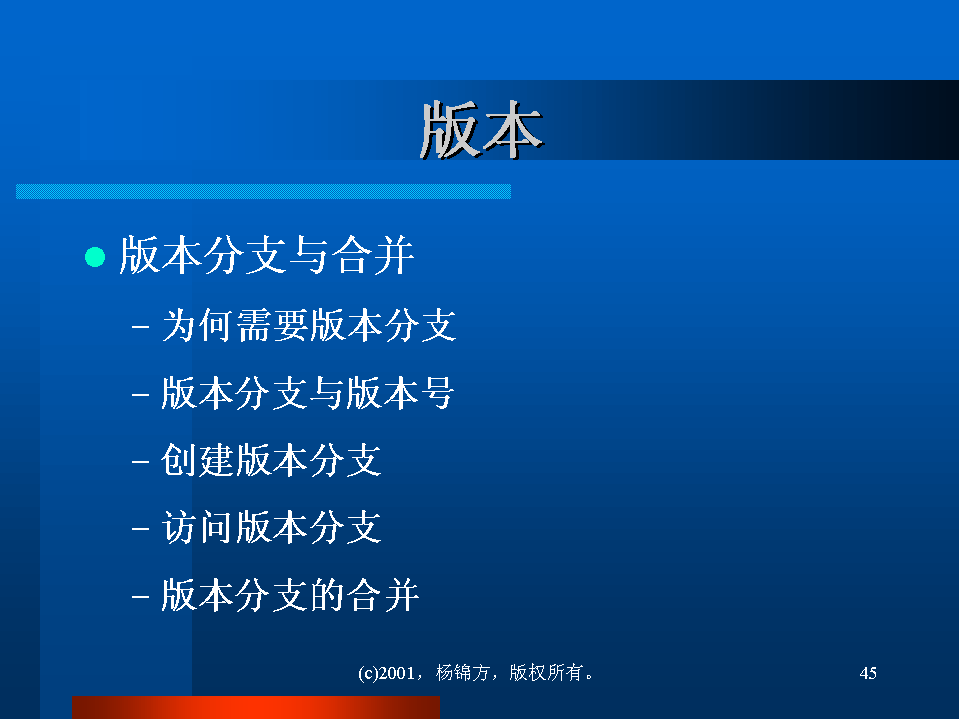 版本
版本分支与合并
– 为何需要版本分支
– 版本分支与版本号
– 创建版本分支
– 访问版本分支
– 版本分支的合并
(c)2001，杨锦方，版权所有。
45